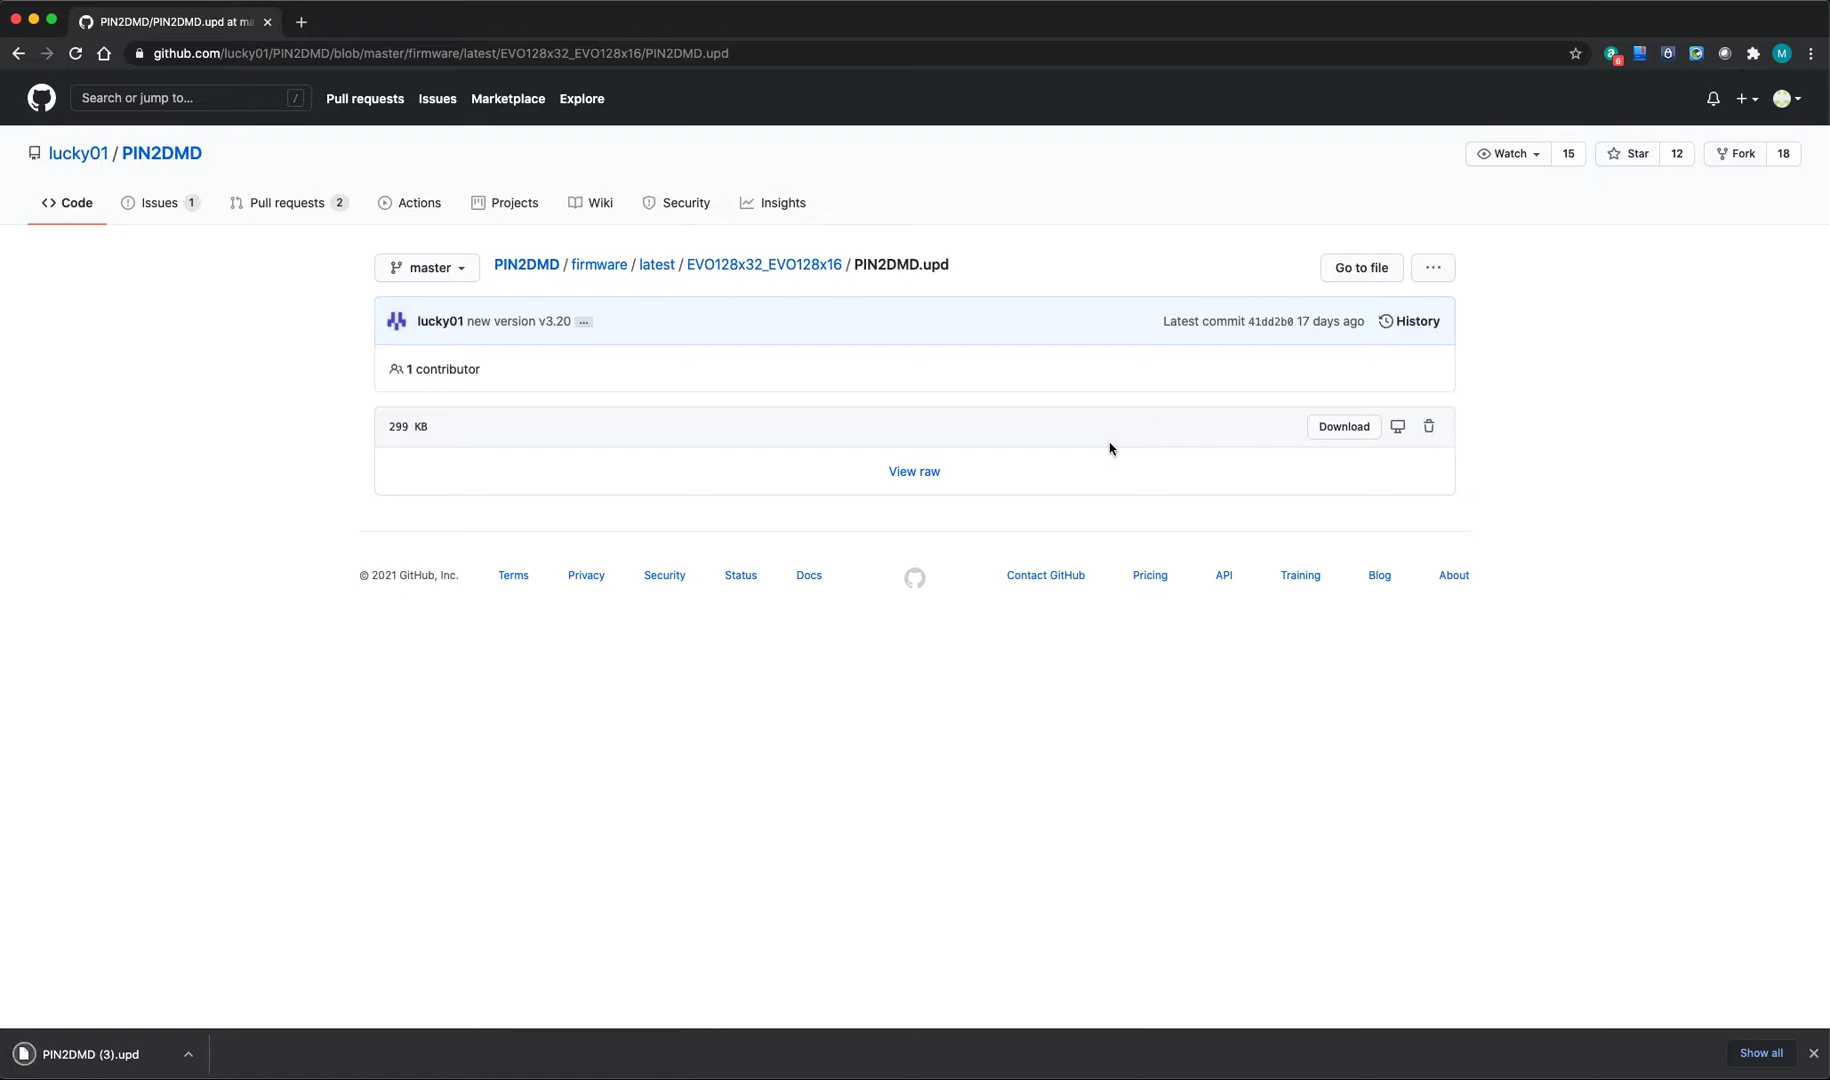 PIN2DMD/PIN2DMD.upd at ma
github.com/lucky01/PIN2DMD/blob/master/firmware/latest/EVO128x32_EVO128x16/PIN2DMD.upd
6
M
Search or jump to...
/
Pull requests
Issues
Marketplace
Explore
lucky01 / PIN2DMD
Watch 15
Star 12
Fork 18
Code
Issues 1
Pull requests 2
Actions
Projects
Wiki
Security
Insights
master
PIN2DMD / firmware / latest / EVO128x32_EVO128x16 / PIN2DMD.upd
Go to file
...
lucky01 new version v3.20 ...
Latest commit 41dd2b0 17 days ago
History
1 contributor
299 KB
Download
View raw
© 2021 GitHub, Inc.
Terms
Privacy
Security
Status
Docs
Contact GitHub
Pricing
API
Training
Blog
About
PIN2DMD (3).upd
Show all